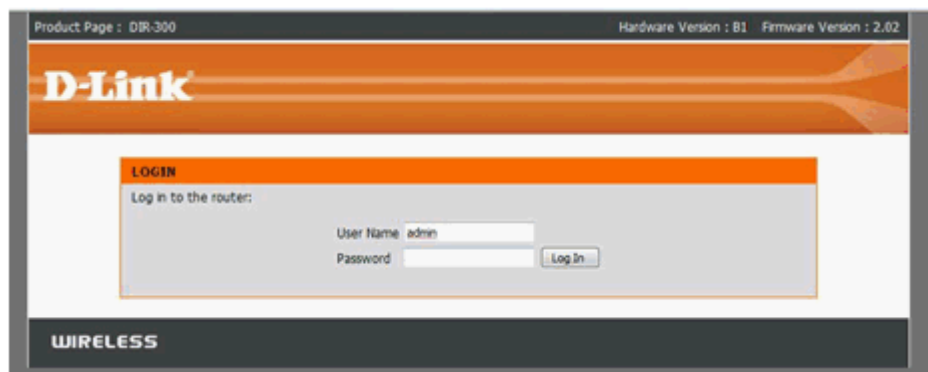 Product Page : DIR-300 Hardware Version : B1 Firmware Version : 2.02
D-Link
LOGIN
Log in to the router:
User Name admin
Password Log In
WIRELESS